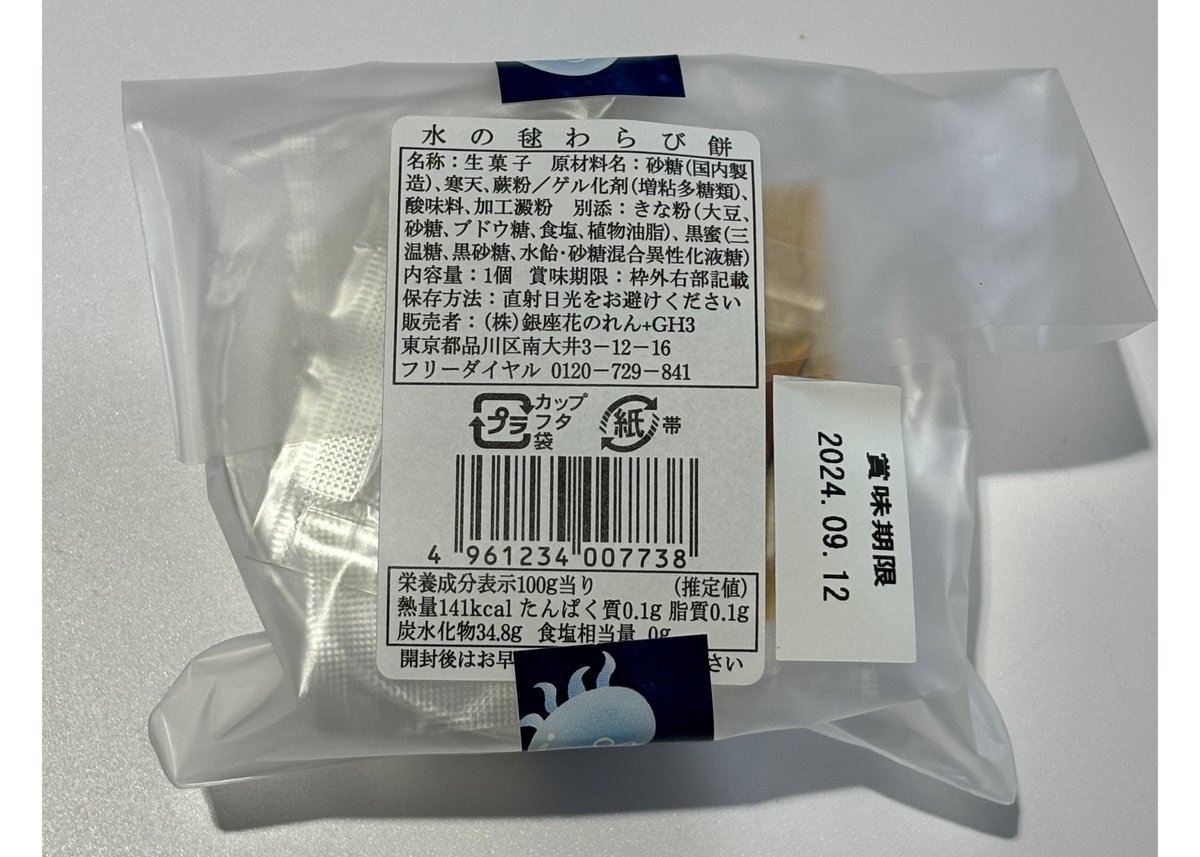 水の毬わらび餅
名称：生菓子　原材料名：砂糖（国内製
造）、寒天、蕨粉／ゲル化剤（増粘多糖類）、
酸味料、加工澱粉　別添：きな粉（大豆、
砂糖、ブドウ糖、食塩、植物油脂）、黒蜜（三
温糖、黒砂糖、水飴・砂糖混合異性化液糖）
内容量：1個　賞味期限：枠外右部記載
保存方法：直射日光をお避けください
販売者：（株）銀座花のれん+GH3
東京都品川区南大井3－12－16
フリーダイヤル 0120－729－841
プラ
カップ
フタ
袋
紙
帯
4 961234 007738
栄養成分表示100g当り　（推定値）
熱量141kcal たんぱく質0.1g 脂質0.1g
炭水化物34.8g 食塩相当量 0g
開封後はお早　さい
賞味期限
2024.09.12